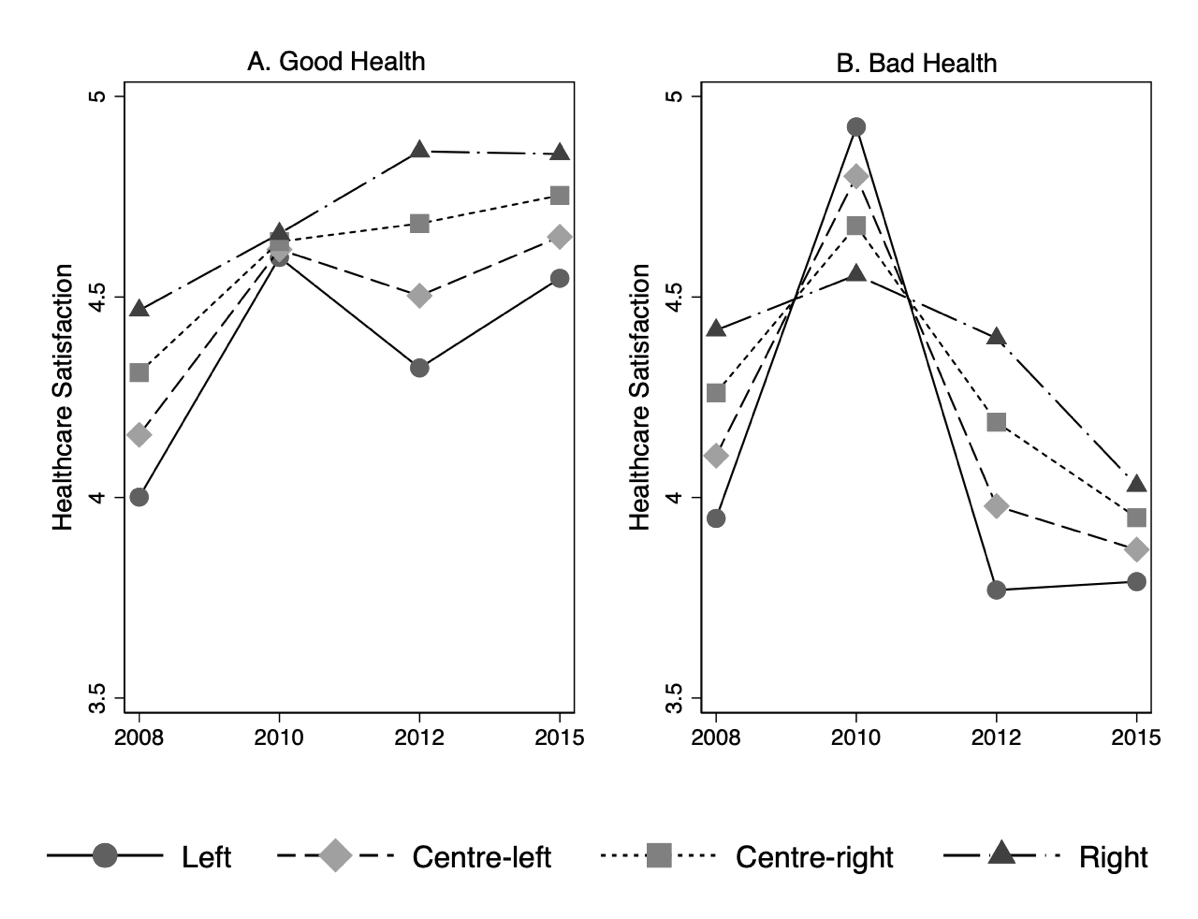 A. Good Health
5
4.5
4
3.5
Healthcare Satisfaction
2008 2010 2012 2015
B. Bad Health
5
4.5
4
3.5
Healthcare Satisfaction
2008 2010 2012 2015
Left Centre-left Centre-right Right